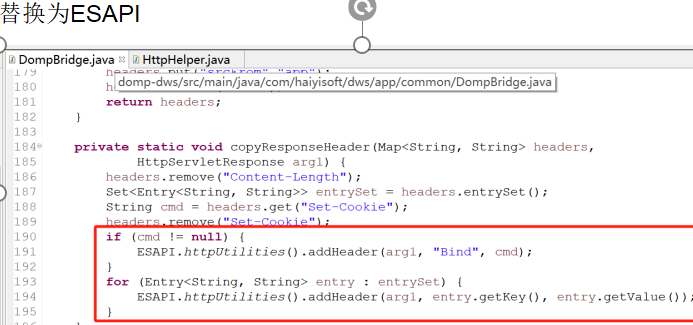 替换为ESAPI
DompBridge.java HttpHelper.java
179
domp-dws/src/main/java/com/haiyisoft/dws/app/common/DompBridge.java
180
181 return headers;
182 }
183
184 private static void copyResponseHeader(Map<String, String> headers,
185 HttpServletResponse arg1) {
186 headers.remove("Content-Length");
187 Set<Entry<String, String>> entrySet = headers.entrySet();
188 String cmd = headers.get("Set-Cookie");
189 headers.remove("Set-Cookie");
190 if (cmd != null) {
191 ESAPI.httpUtilities().addHeader(arg1, "Bind", cmd);
192 }
193 for (Entry<String, String> entry : entrySet) {
194 ESAPI.httpUtilities().addHeader(arg1, entry.getKey(), entry.getValue());
195 }
196